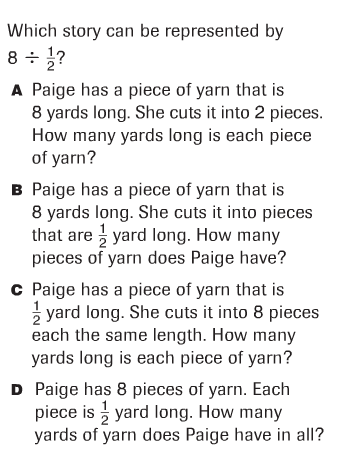 Which story can be represented by
8 ÷ 1/2?
A Paige has a piece of yarn that is
8 yards long. She cuts it into 2 pieces.
How many yards long is each piece
of yarn?
B Paige has a piece of yarn that is
8 yards long. She cuts it into pieces
that are 1/2 yard long. How many
pieces of yarn does Paige have?
C Paige has a piece of yarn that is
1/2 yard long. She cuts it into 8 pieces
each the same length. How many
yards long is each piece of yarn?
D Paige has 8 pieces of yarn. Each
piece is 1/2 yard long. How many
yards of yarn does Paige have in all?